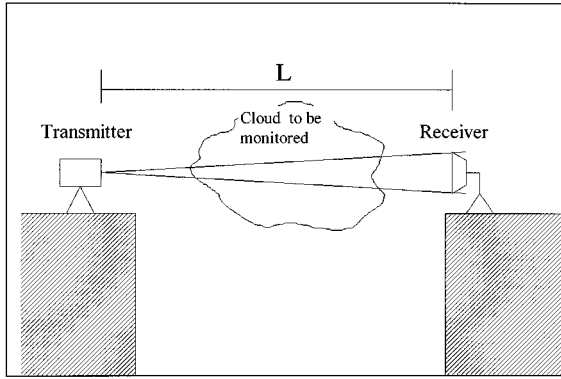 L
Cloud to be
monitored
Transmitter
Receiver